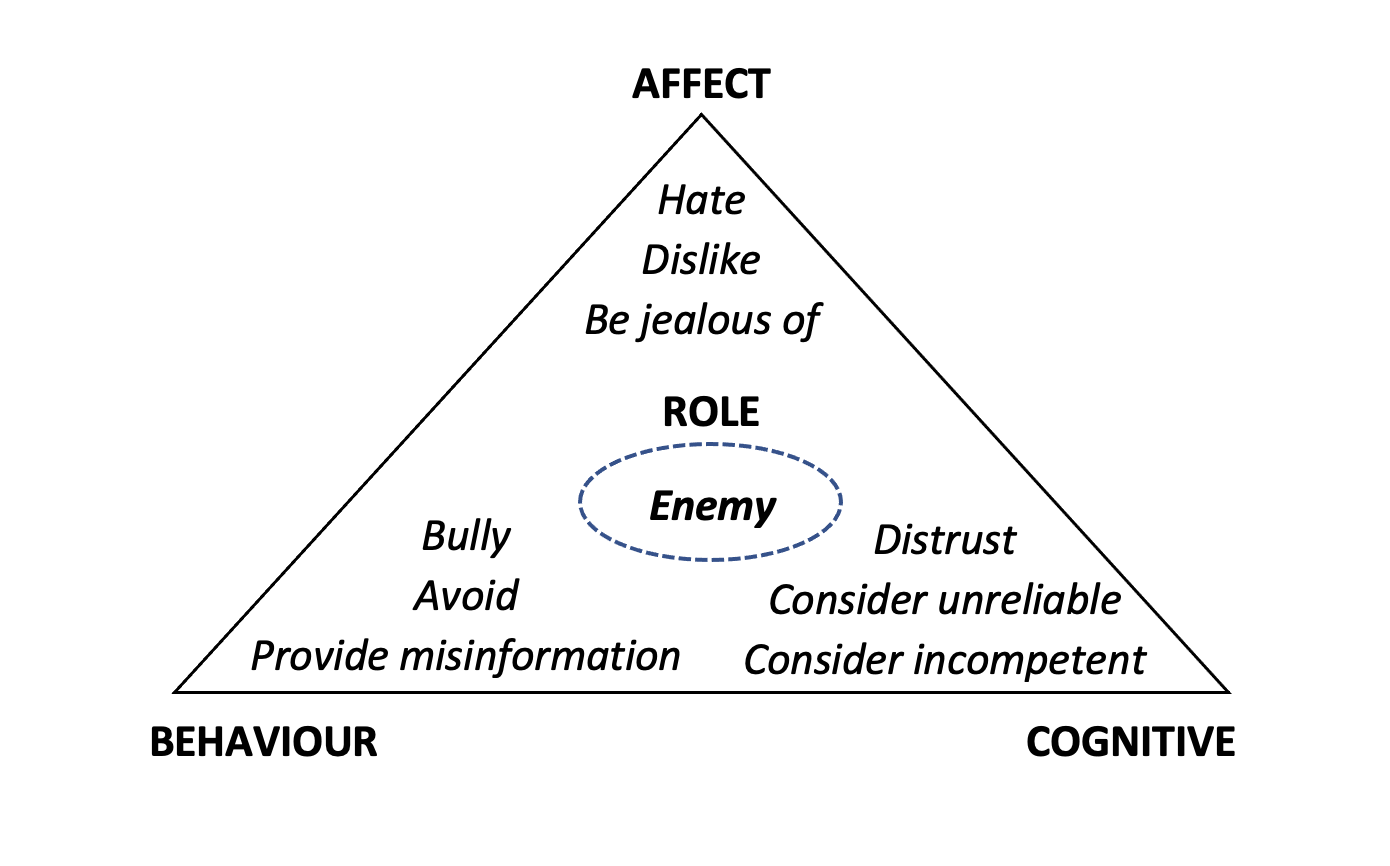 AFFECT
Hate
Dislike
Be jealous of
ROLE
Enemy
Bully
Avoid
Provide misinformation
Distrust
Consider unreliable
Consider incompetent
BEHAVIOUR
COGNITIVE